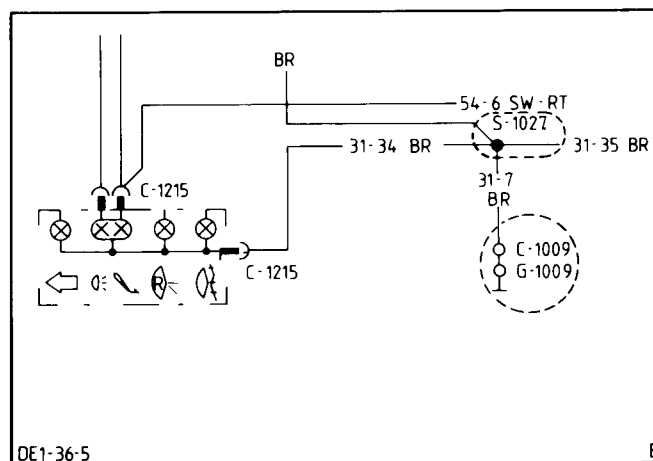 BR
54-6 SW-RT
S-1027
31-34 BR
31-35 BR
31-7
BR
C-1215
C-1215
R
C-1009
G-1009
DE1-36-5